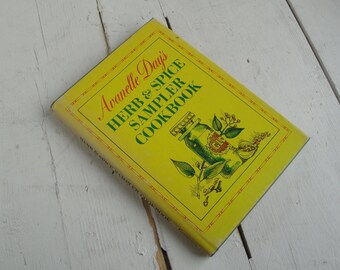 Avanelle Day's
HERB & SPICE
SAMPLER
COOKBOOK